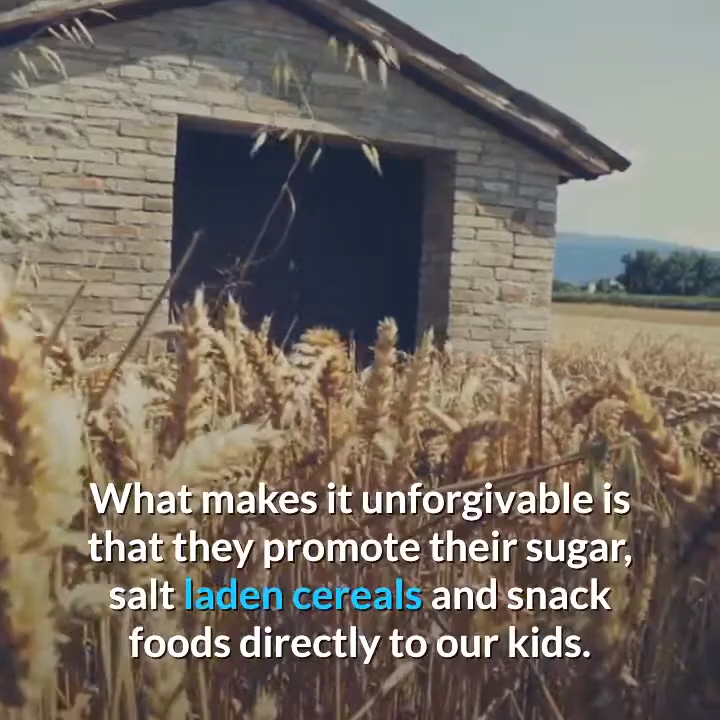 What makes it unforgivable is
that they promote their sugar,
salt laden cereals and snack
foods directly to our kids.